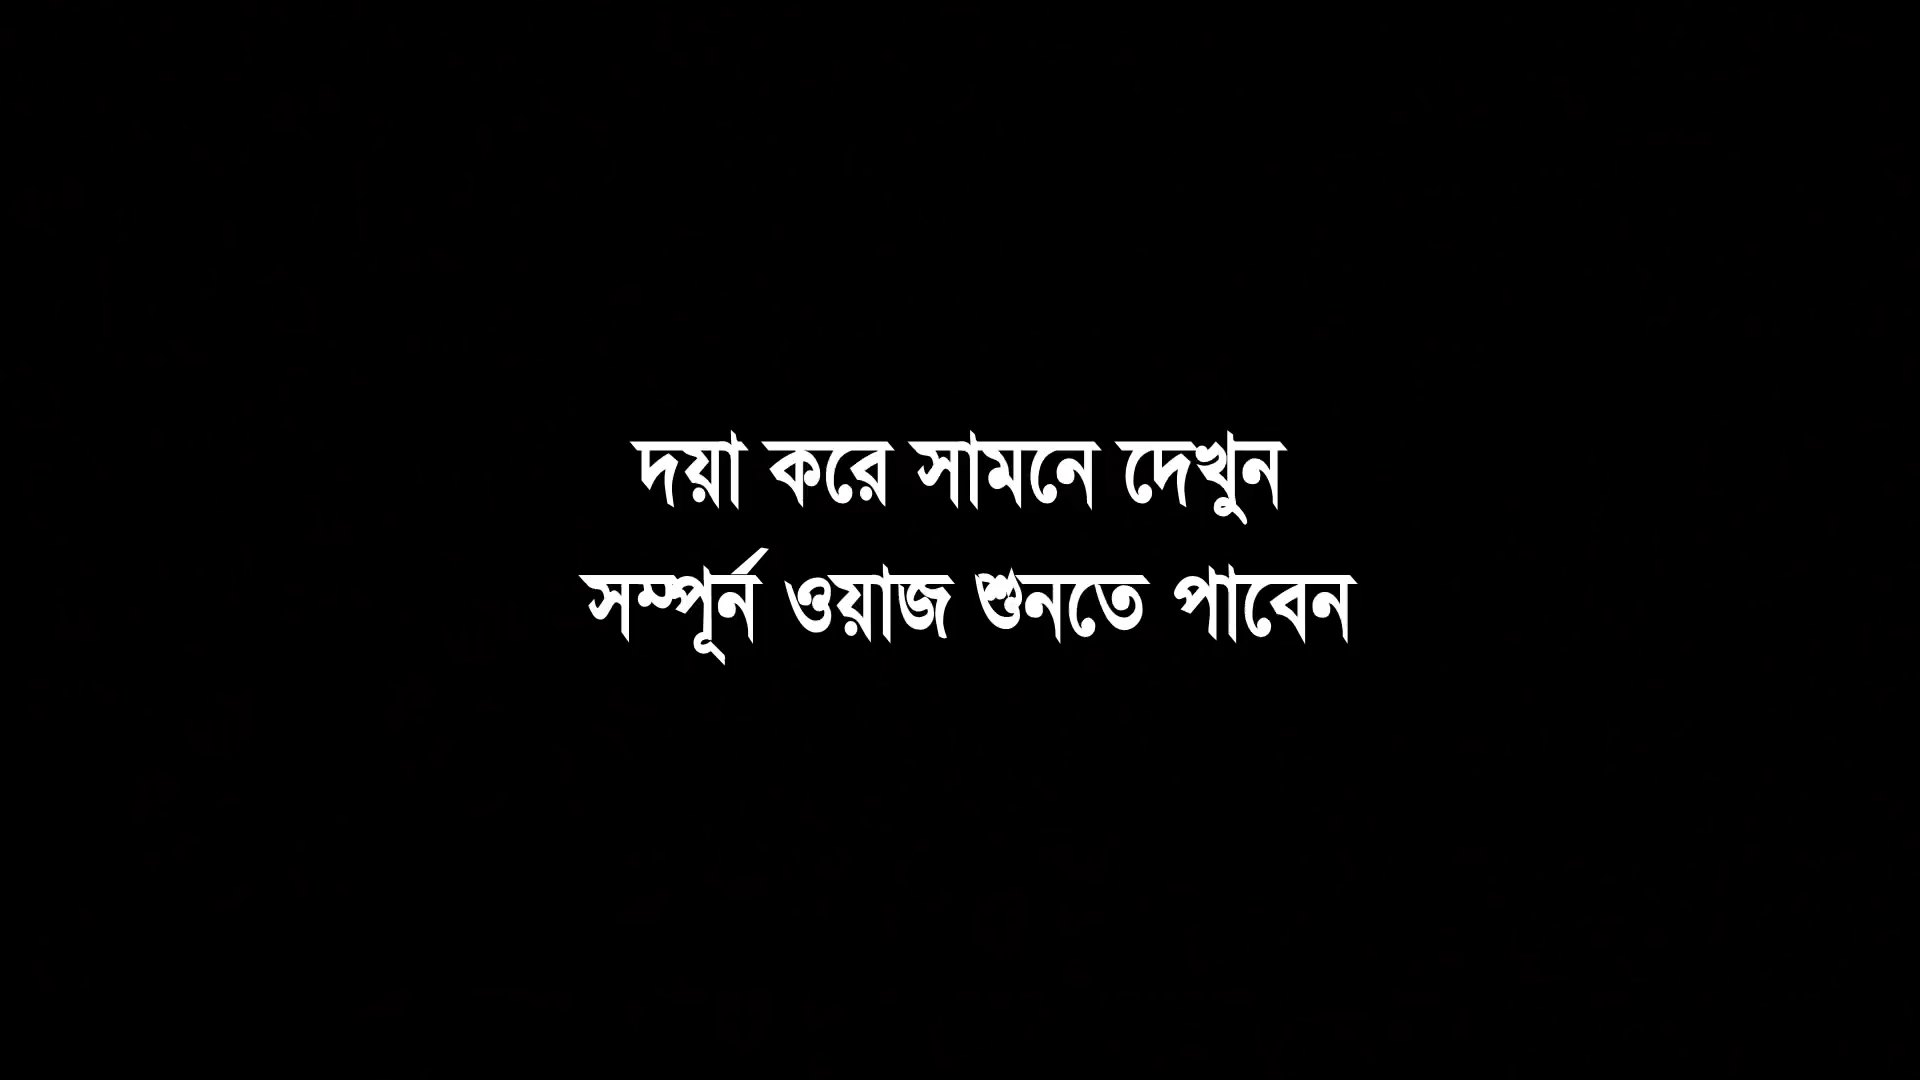 দয়া করে সামনে দেখুন
সম্পূর্ন ওয়াজ শুনতে পাবেন